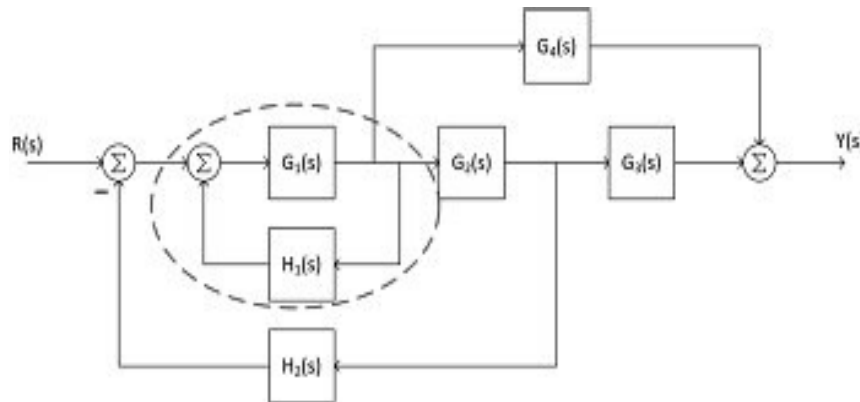 G₄(s)
R(s)
Σ
Σ
G₁(s)
G₂(s)
G₃(s)
Σ
Y(s
−
H₁(s)
H₂(s)